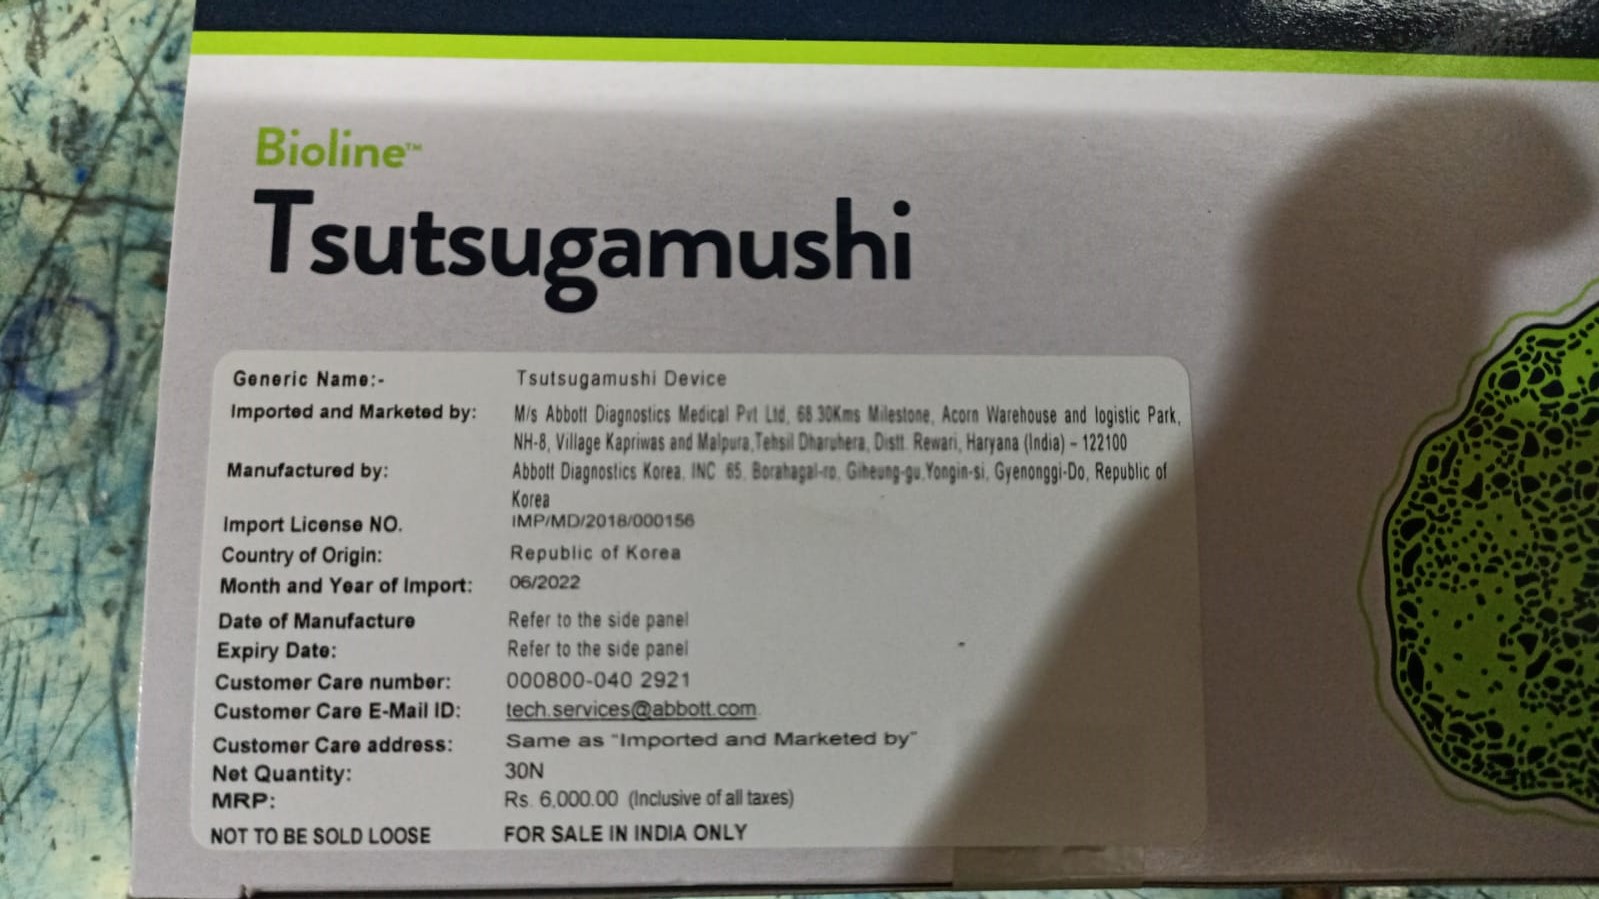 Bioline™
Tsutsugamushi
Generic Name:- Tsutsugamushi Device
Imported and Marketed by: M/s Abbott Diagnostics Medical Pvt Ltd, 68.30Kms Milestone, Acorn Warehouse and logistic Park,
NH-8, Village Kapriwas and Malpura,Tehsil Dharuhera, Distt. Rewari, Haryana (India) – 122100
Manufactured by: Abbott Diagnostics Korea, INC 65, Borahagal-ro, Giheung-gu,Yongin-si, Gyenonggi-Do, Republic of
Korea
Import License NO. IMP/MD/2018/000156
Country of Origin: Republic of Korea
Month and Year of Import: 06/2022
Date of Manufacture Refer to the side panel
Expiry Date: Refer to the side panel
Customer Care number: 000800-040 2921
Customer Care E-Mail ID: tech.services@abbott.com
Customer Care address: Same as "Imported and Marketed by"
Net Quantity: 30N
MRP: Rs. 6,000.00 (Inclusive of all taxes)
NOT TO BE SOLD LOOSE FOR SALE IN INDIA ONLY